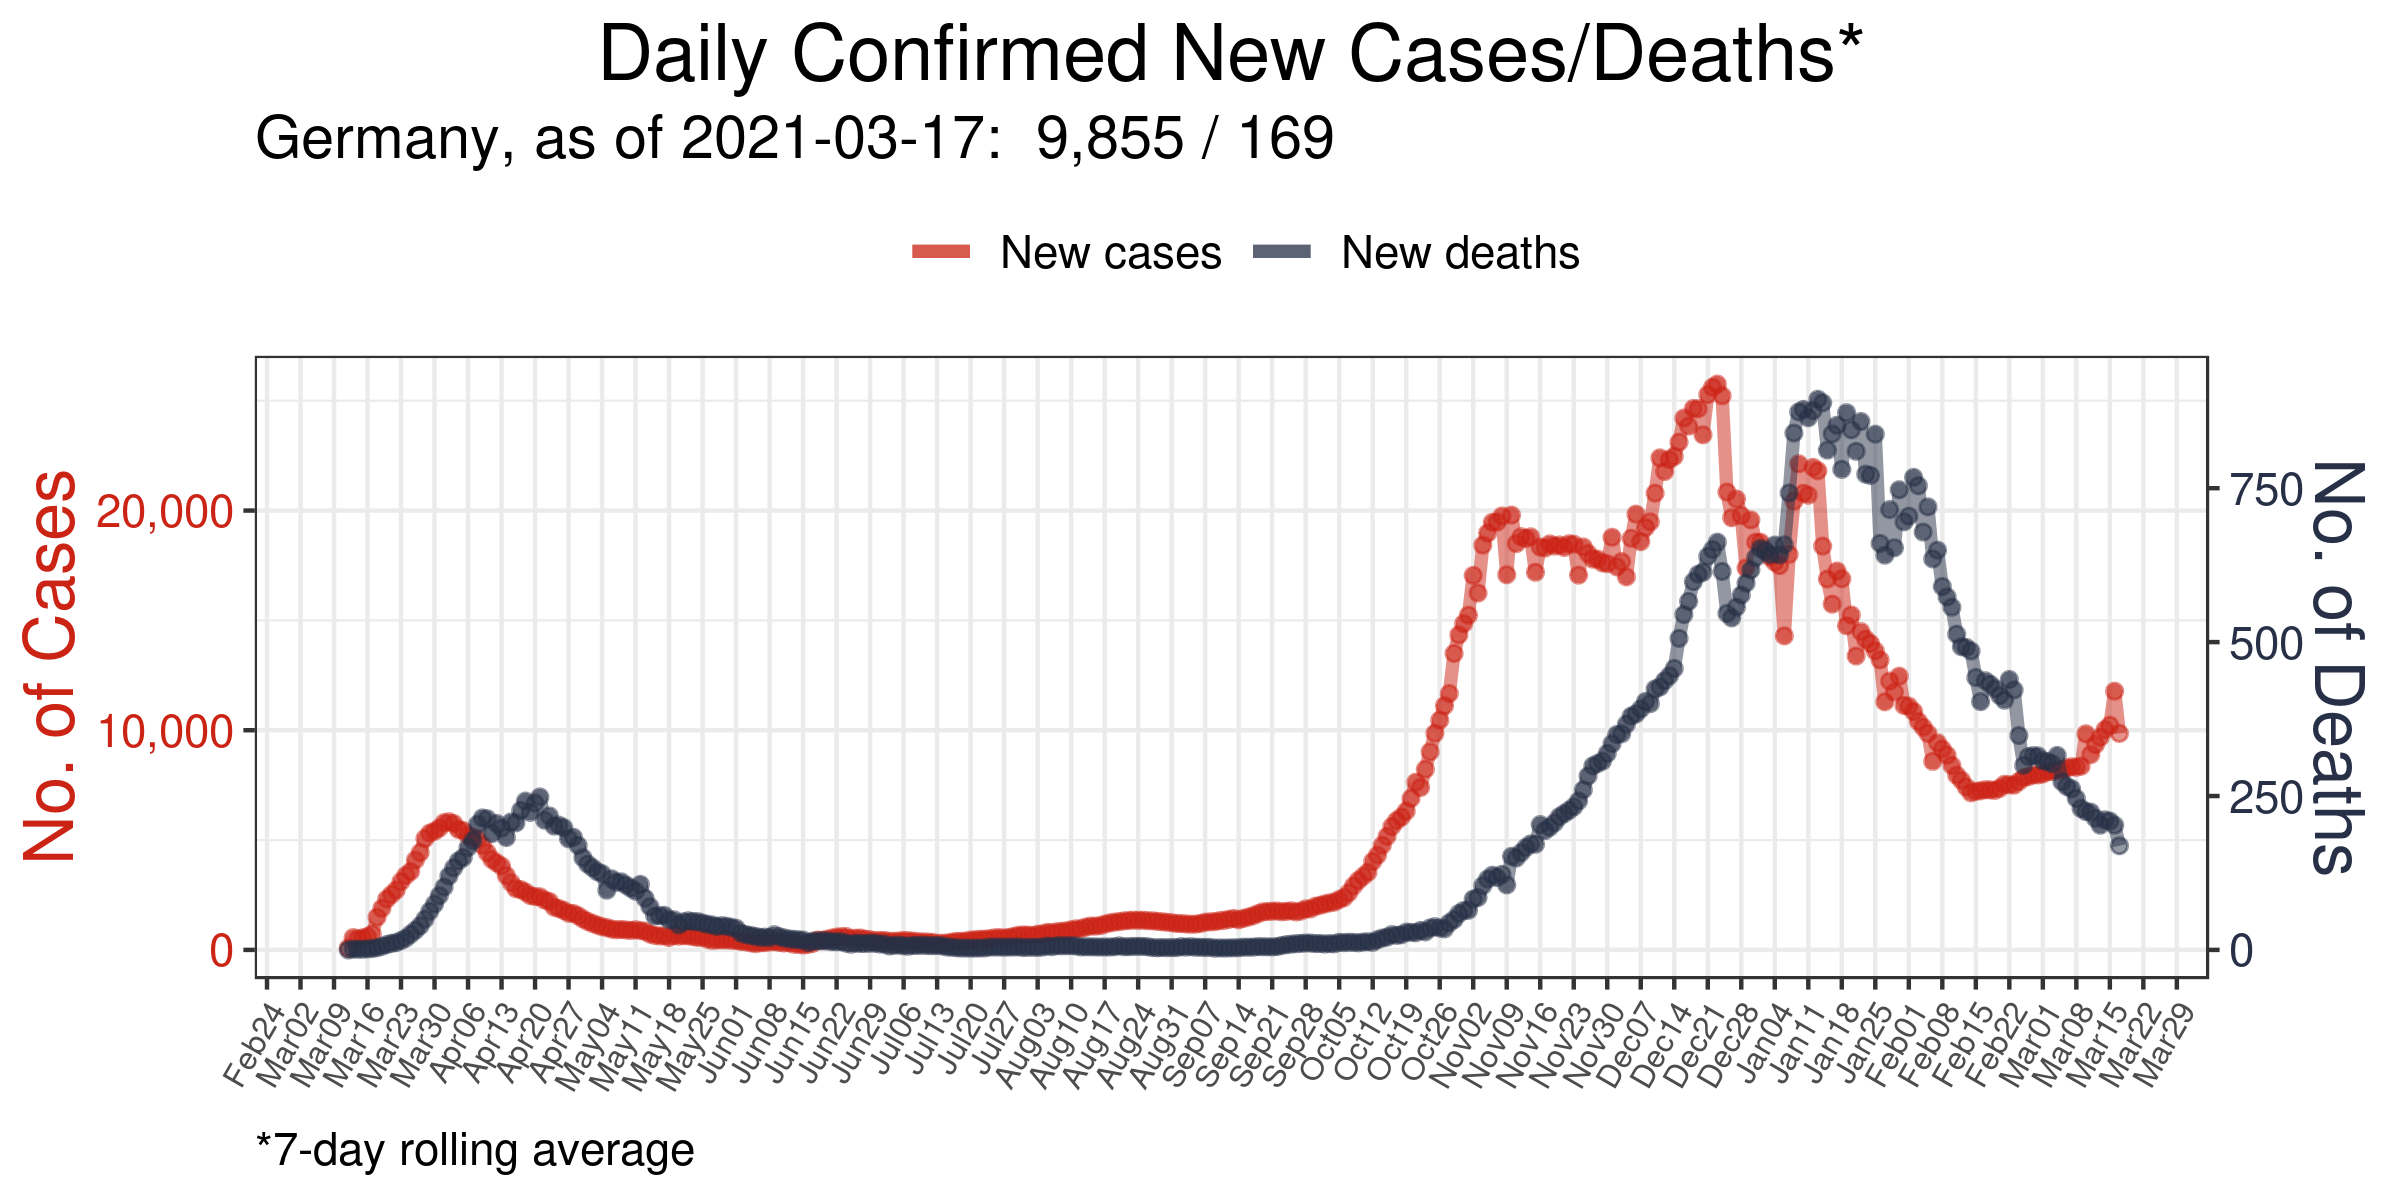 Daily Confirmed New Cases/Deaths*
Germany, as of 2021-03-17:  9,855 / 169
New cases
New deaths
No. of Cases
20,000
10,000
0
750
500
250
0
No. of Deaths
Feb24
Mar02
Mar09
Mar16
Mar23
Mar30
Apr06
Apr13
Apr20
Apr27
May04
May11
May18
May25
Jun01
Jun08
Jun15
Jun22
Jun29
Jul06
Jul13
Jul20
Jul27
Aug03
Aug10
Aug17
Aug24
Aug31
Sep07
Sep14
Sep21
Sep28
Oct05
Oct12
Oct19
Oct26
Nov02
Nov09
Nov16
Nov23
Nov30
Dec07
Dec14
Dec21
Dec28
Jan04
Jan11
Jan18
Jan25
Feb01
Feb08
Feb15
Feb22
Mar01
Mar08
Mar15
Mar22
Mar29
*7-day rolling average